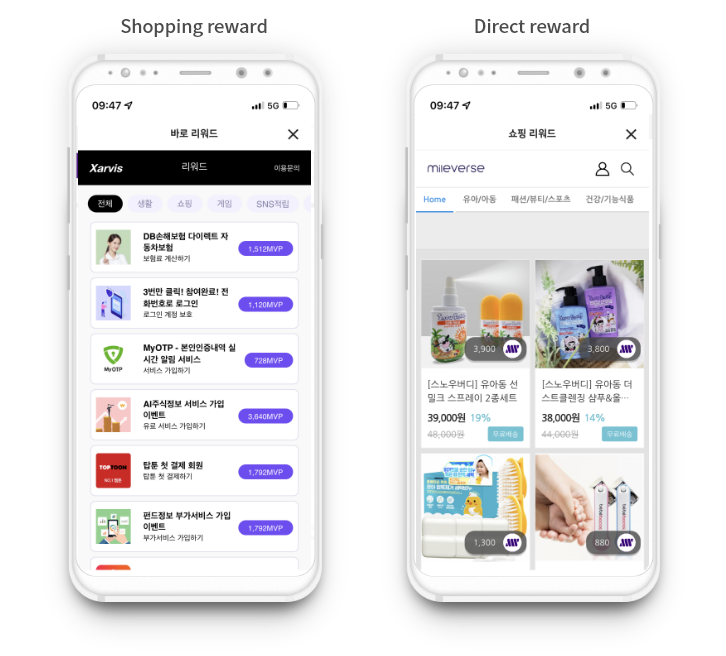 Shopping reward
09:47
5G
바로 리워드
Xarvis
리워드
이용문의
전체
생활
쇼핑
게임
SNS적립
DB손해보험 다이렉트 자
동차보험
보험료 계산하기
1,512MVP
3번만 클릭! 참여완료! 전
화번호로 로그인
로그인 계정 보호
1,120MVP
MyOTP
MyOTP - 본인인증내역 실
시간 알림 서비스
서비스 가입하기
728MVP
AI주식정보 서비스 가입
이벤트
유료 서비스 가입하기
3,640MVP
TOPTOON
NO.1 웹툰
탑툰 첫 결제 회원
탑툰 첫 결제하기
1,792MVP
펀드정보 부가서비스 가입
이벤트
부가서비스 가입하기
1,792MVP
Direct reward
09:47
5G
쇼핑 리워드
mileverse
Home
유아/아동
패션/뷰티/스포츠
건강/기능식품
3,900
3,800
[스노우버디] 유아동 선
밀크 스프레이 2종세트
39,000원 19%
48,000원
무료배송
[스노우버디] 유아동 더
스트클렌징 샴푸&올…
38,000원 14%
44,000원
무료배송
1,300
880